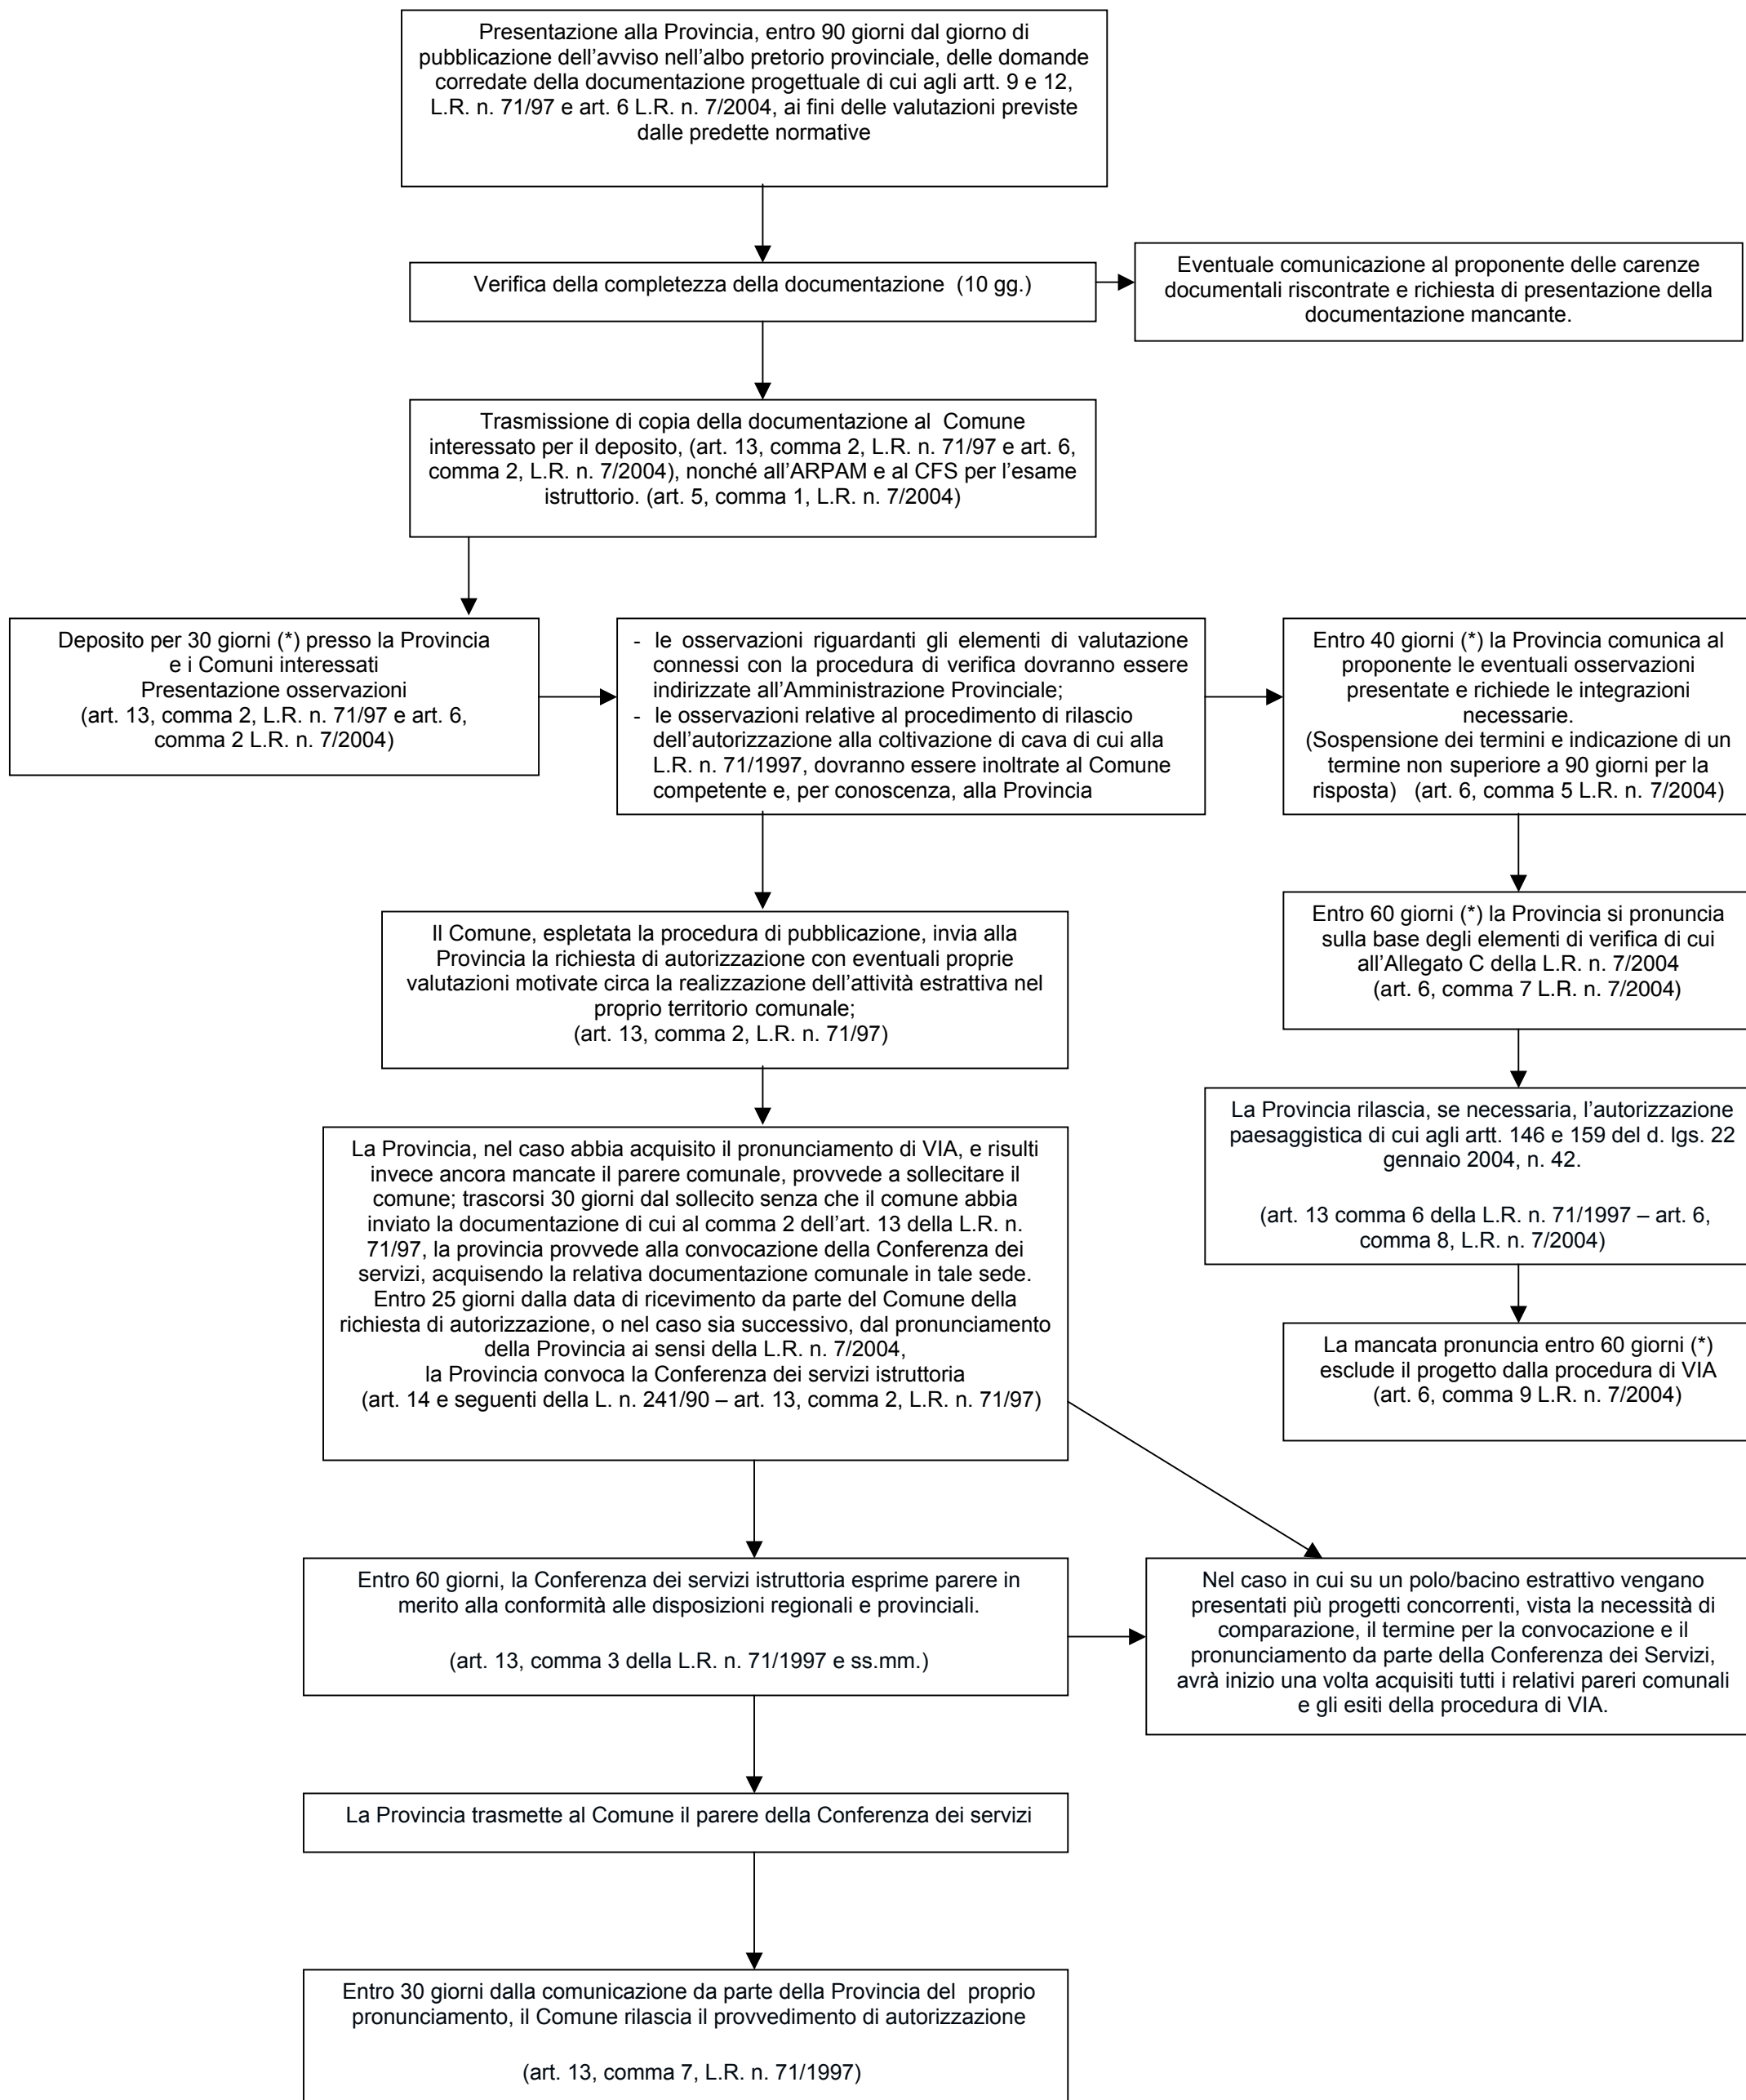 Presentazione alla Provincia, entro 90 giorni dal giorno di
pubblicazione dell'avviso nell'albo pretorio provinciale, delle domande
corredate della documentazione progettuale di cui agli artt. 9 e 12,
L.R. n. 71/97 e art. 6 L.R. n. 7/2004, ai fini delle valutazioni previste
dalle predette normative
Verifica della completezza della documentazione (10 gg.)
Eventuale comunicazione al proponente delle carenze
documentali riscontrate e richiesta di presentazione della
documentazione mancante.
Trasmissione di copia della documentazione al Comune
interessato per il deposito, (art. 13, comma 2, L.R. n. 71/97 e art. 6,
comma 2, L.R. n. 7/2004), nonché all'ARPAM e al CFS per l'esame
istruttorio. (art. 5, comma 1, L.R. n. 7/2004)
Deposito per 30 giorni (*) presso la Provincia
e i Comuni interessati
Presentazione osservazioni
(art. 13, comma 2, L.R. n. 71/97 e art. 6,
comma 2 L.R. n. 7/2004)
- le osservazioni riguardanti gli elementi di valutazione
connessi con la procedura di verifica dovranno essere
indirizzate all'Amministrazione Provinciale;
- le osservazioni relative al procedimento di rilascio
dell'autorizzazione alla coltivazione di cava di cui alla
L.R. n. 71/1997, dovranno essere inoltrate al Comune
competente e, per conoscenza, alla Provincia
Entro 40 giorni (*) la Provincia comunica al
proponente le eventuali osservazioni
presentate e richiede le integrazioni
necessarie.
(Sospensione dei termini e indicazione di un
termine non superiore a 90 giorni per la
risposta) (art. 6, comma 5 L.R. n. 7/2004)
Il Comune, espletata la procedura di pubblicazione, invia alla
Provincia la richiesta di autorizzazione con eventuali proprie
valutazioni motivate circa la realizzazione dell'attività estrattiva nel
proprio territorio comunale;
(art. 13, comma 2, L.R. n. 71/97)
Entro 60 giorni (*) la Provincia si pronuncia
sulla base degli elementi di verifica di cui
all'Allegato C della L.R. n. 7/2004
(art. 6, comma 7 L.R. n. 7/2004)
La Provincia rilascia, se necessaria, l'autorizzazione
paesaggistica di cui agli artt. 146 e 159 del d. lgs. 22
gennaio 2004, n. 42.
(art. 13 comma 6 della L.R. n. 71/1997 – art. 6,
comma 8, L.R. n. 7/2004)
La Provincia, nel caso abbia acquisito il pronunciamento di VIA, e risulti
invece ancora mancate il parere comunale, provvede a sollecitare il
comune; trascorsi 30 giorni dal sollecito senza che il comune abbia
inviato la documentazione di cui al comma 2 dell'art. 13 della L.R. n.
71/97, la provincia provvede alla convocazione della Conferenza dei
servizi, acquisendo la relativa documentazione comunale in tale sede.
Entro 25 giorni dalla data di ricevimento da parte del Comune della
richiesta di autorizzazione, o nel caso sia successivo, dal pronunciamento
della Provincia ai sensi della L.R. n. 7/2004,
la Provincia convoca la Conferenza dei servizi istruttoria
(art. 14 e seguenti della L. n. 241/90 – art. 13, comma 2, L.R. n. 71/97)
La mancata pronuncia entro 60 giorni (*)
esclude il progetto dalla procedura di VIA
(art. 6, comma 9 L.R. n. 7/2004)
Entro 60 giorni, la Conferenza dei servizi istruttoria esprime parere in
merito alla conformità alle disposizioni regionali e provinciali.
(art. 13, comma 3 della L.R. n. 71/1997 e ss.mm.)
Nel caso in cui su un polo/bacino estrattivo vengano
presentati più progetti concorrenti, vista la necessità di
comparazione, il termine per la convocazione e il
pronunciamento da parte della Conferenza dei Servizi,
avrà inizio una volta acquisiti tutti i relativi pareri comunali
e gli esiti della procedura di VIA.
La Provincia trasmette al Comune il parere della Conferenza dei servizi
Entro 30 giorni dalla comunicazione da parte della Provincia del proprio
pronunciamento, il Comune rilascia il provvedimento di autorizzazione
(art. 13, comma 7, L.R. n. 71/1997)